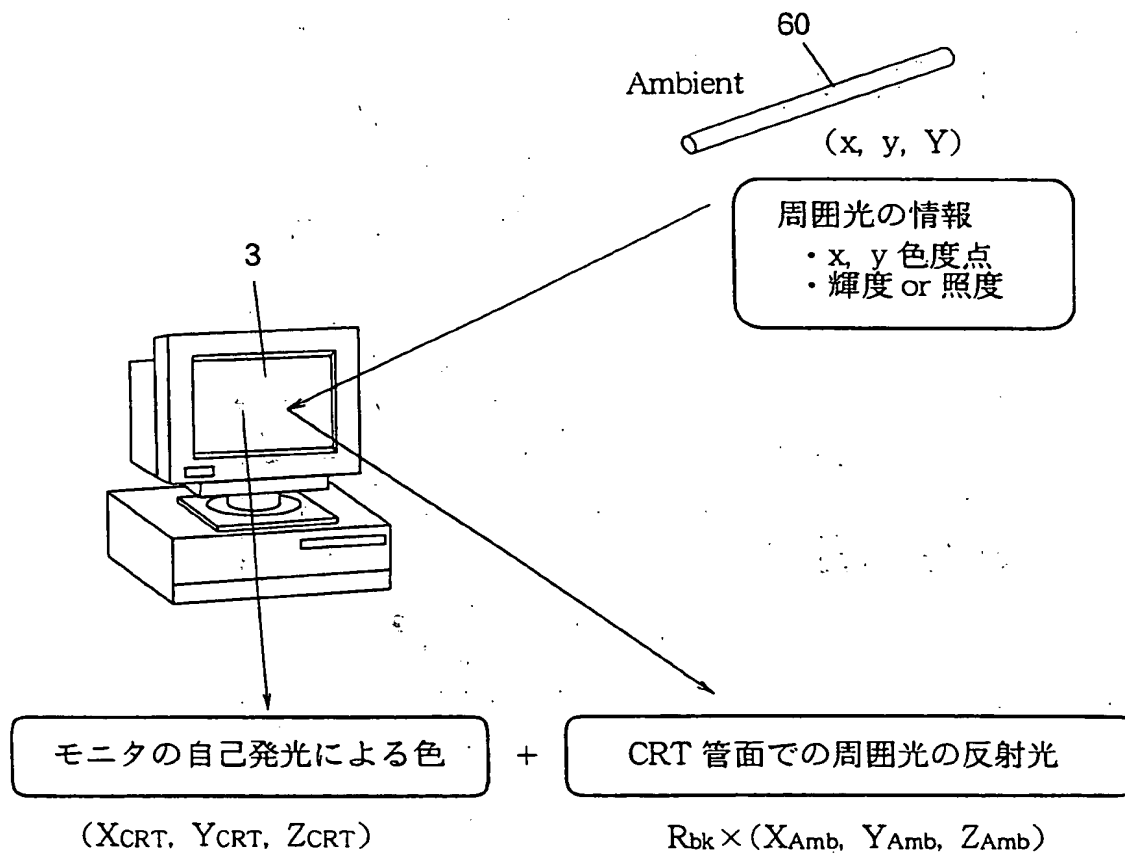 60
Ambient
(x, y, Y)
周囲光の情報
・x, y 色度点
・輝度 or 照度
3
モニタの自己発光による色 + CRT 管面での周囲光の反射光
(XCRT, YCRT, ZCRT) Rbk×(XAmb, YAmb, ZAmb)